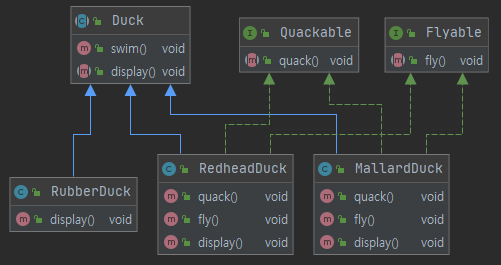 Duck
swim() void
display() void
Quackable
quack() void
Flyable
fly() void
RubberDuck
display() void
RedheadDuck
quack() void
fly() void
display() void
MallardDuck
quack() void
fly() void
display() void